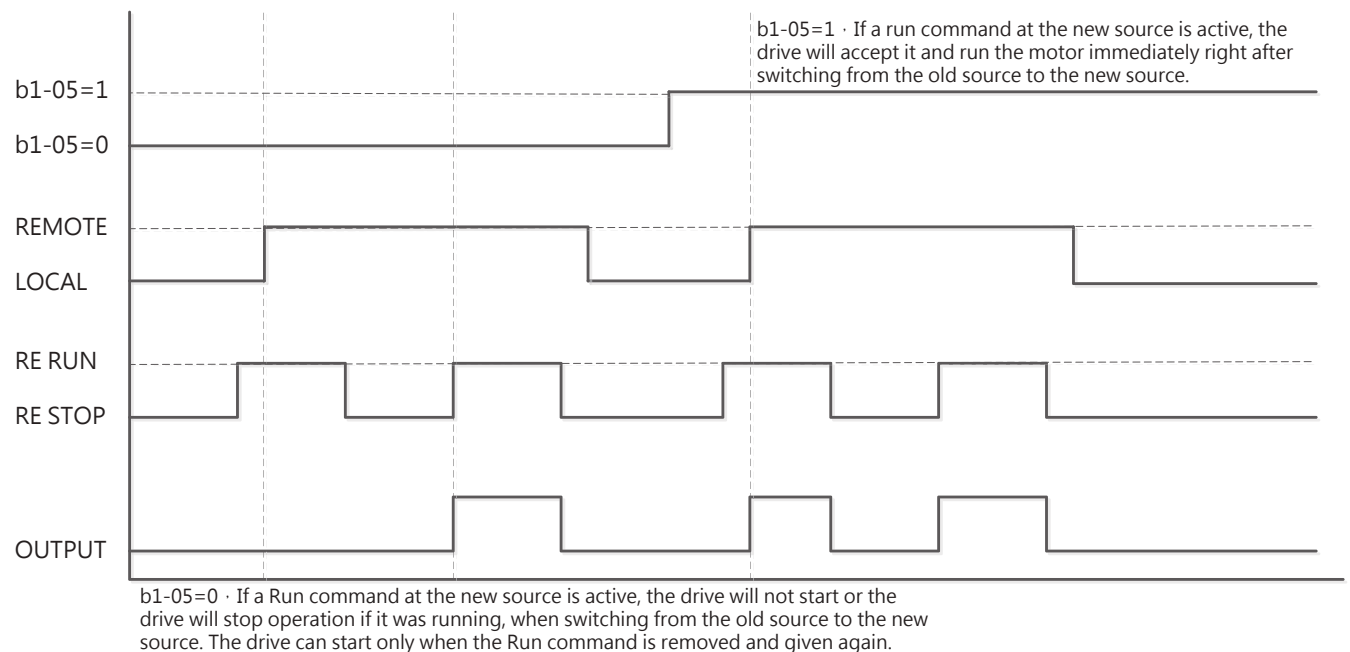 b1-05=1 · If a run command at the new source is active, the
drive will accept it and run the motor immediately right after
switching from the old source to the new source.
b1-05=1
b1-05=0
REMOTE
LOCAL
RE RUN
RE STOP
OUTPUT
b1-05=0 · If a Run command at the new source is active, the drive will not start or the
drive will stop operation if it was running, when switching from the old source to the new
source. The drive can start only when the Run command is removed and given again.